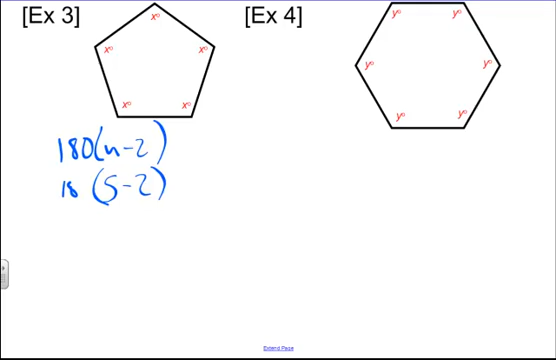 [Ex 3]
[Ex 4]
x°
x°
x°
x°
x°
y°
y°
y°
y°
y°
y°
180(n-2)
18 (5-2)
Extend Page